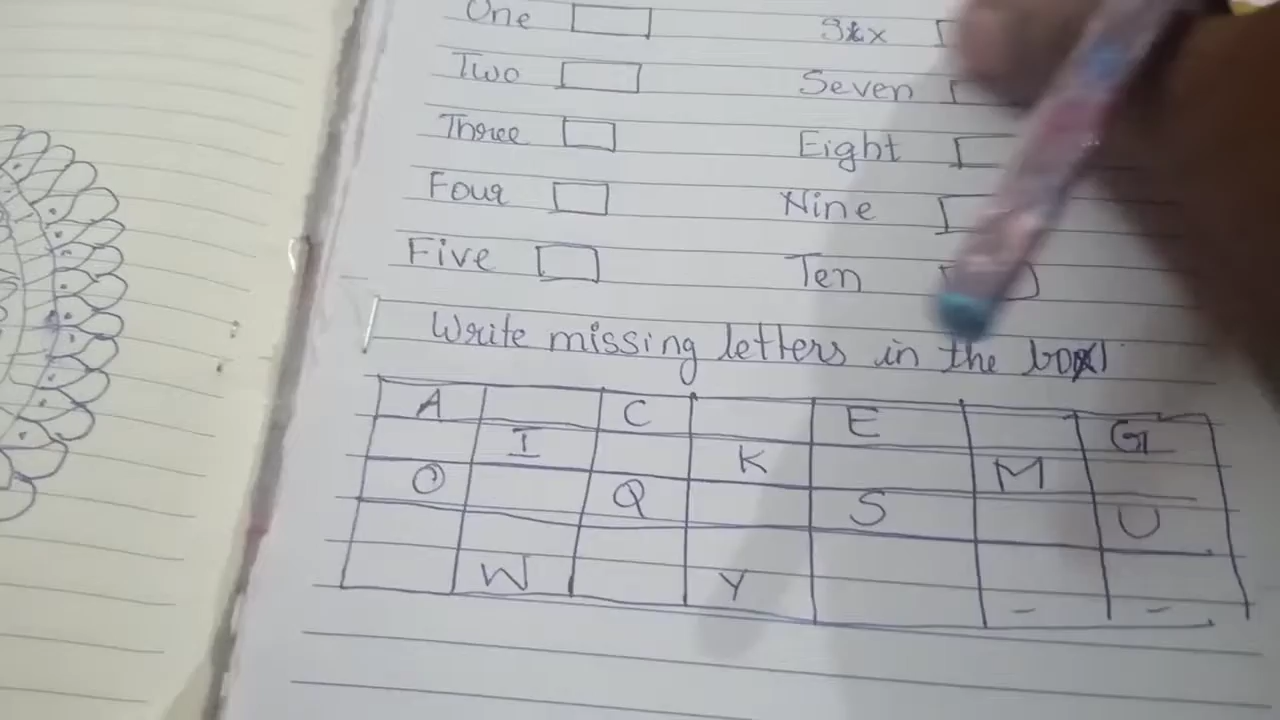 One Six
Two Seven
Three Eight
Four Nine
Five Ten
Write missing letters in the box
A C E G
I K M
O Q S U
W Y - -